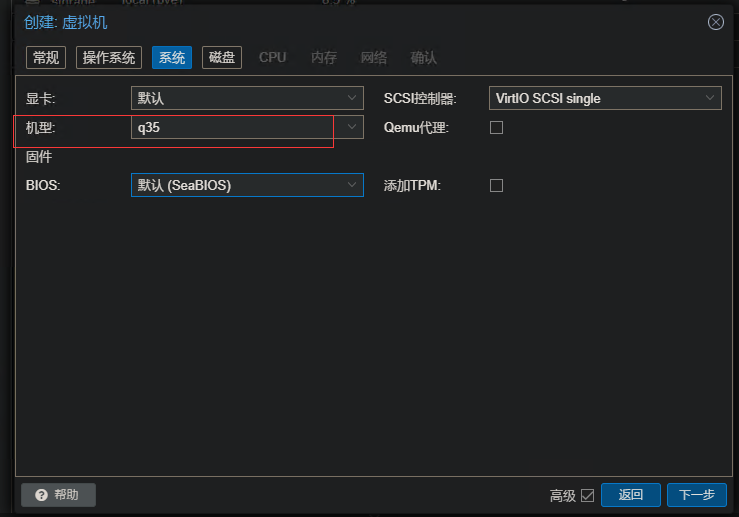 创建: 虚拟机
常规 操作系统 系统 磁盘 CPU 内存 网络 确认
显卡: 默认 SCSI控制器: VirtIO SCSI single
机型: q35 Qemu代理:
固件
BIOS: 默认 (SeaBIOS) 添加TPM:
帮助 高级 返回 下一步